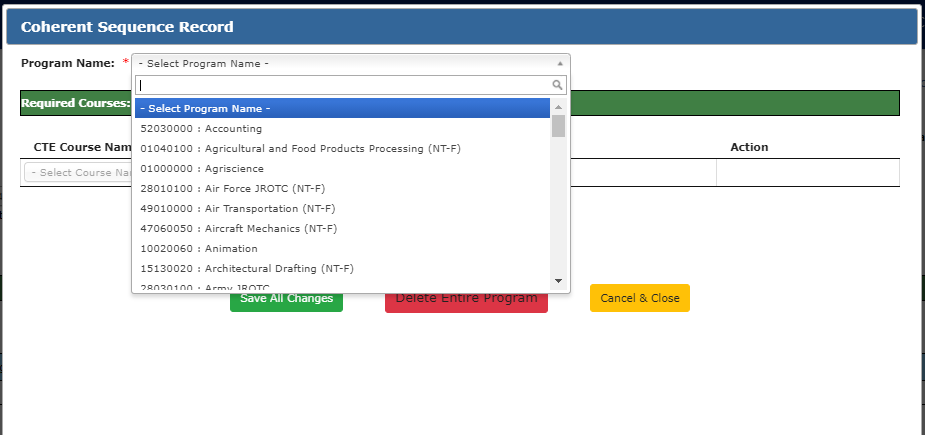 Coherent Sequence Record
Program Name: * - Select Program Name -
Required Courses:
- Select Program Name -
52030000 : Accounting
CTE Course Nam
Action
01040100 : Agricultural and Food Products Processing (NT-F)
- Select Course Nam
01000000 : Agriscience
28010100 : Air Force JROTC (NT-F)
49010000 : Air Transportation (NT-F)
47060050 : Aircraft Mechanics (NT-F)
10020060 : Animation
15130020 : Architectural Drafting (NT-F)
28030100 : Army JROTC
Save All Changes
Delete Entire Program
Cancel & Close